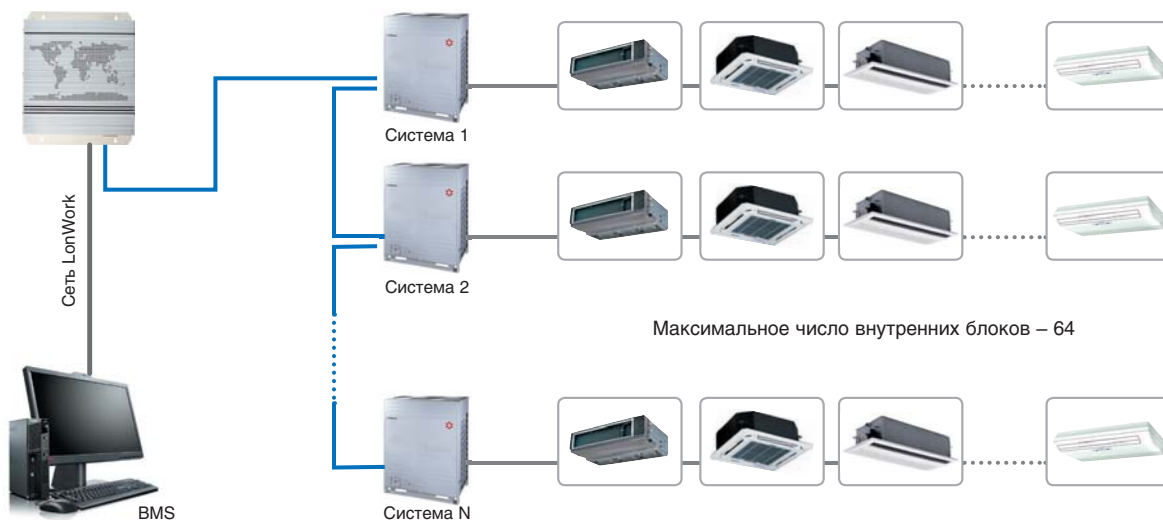 Система 1
Сеть LonWork
Система 2
Максимальное число внутренних блоков – 64
BMS
Система N